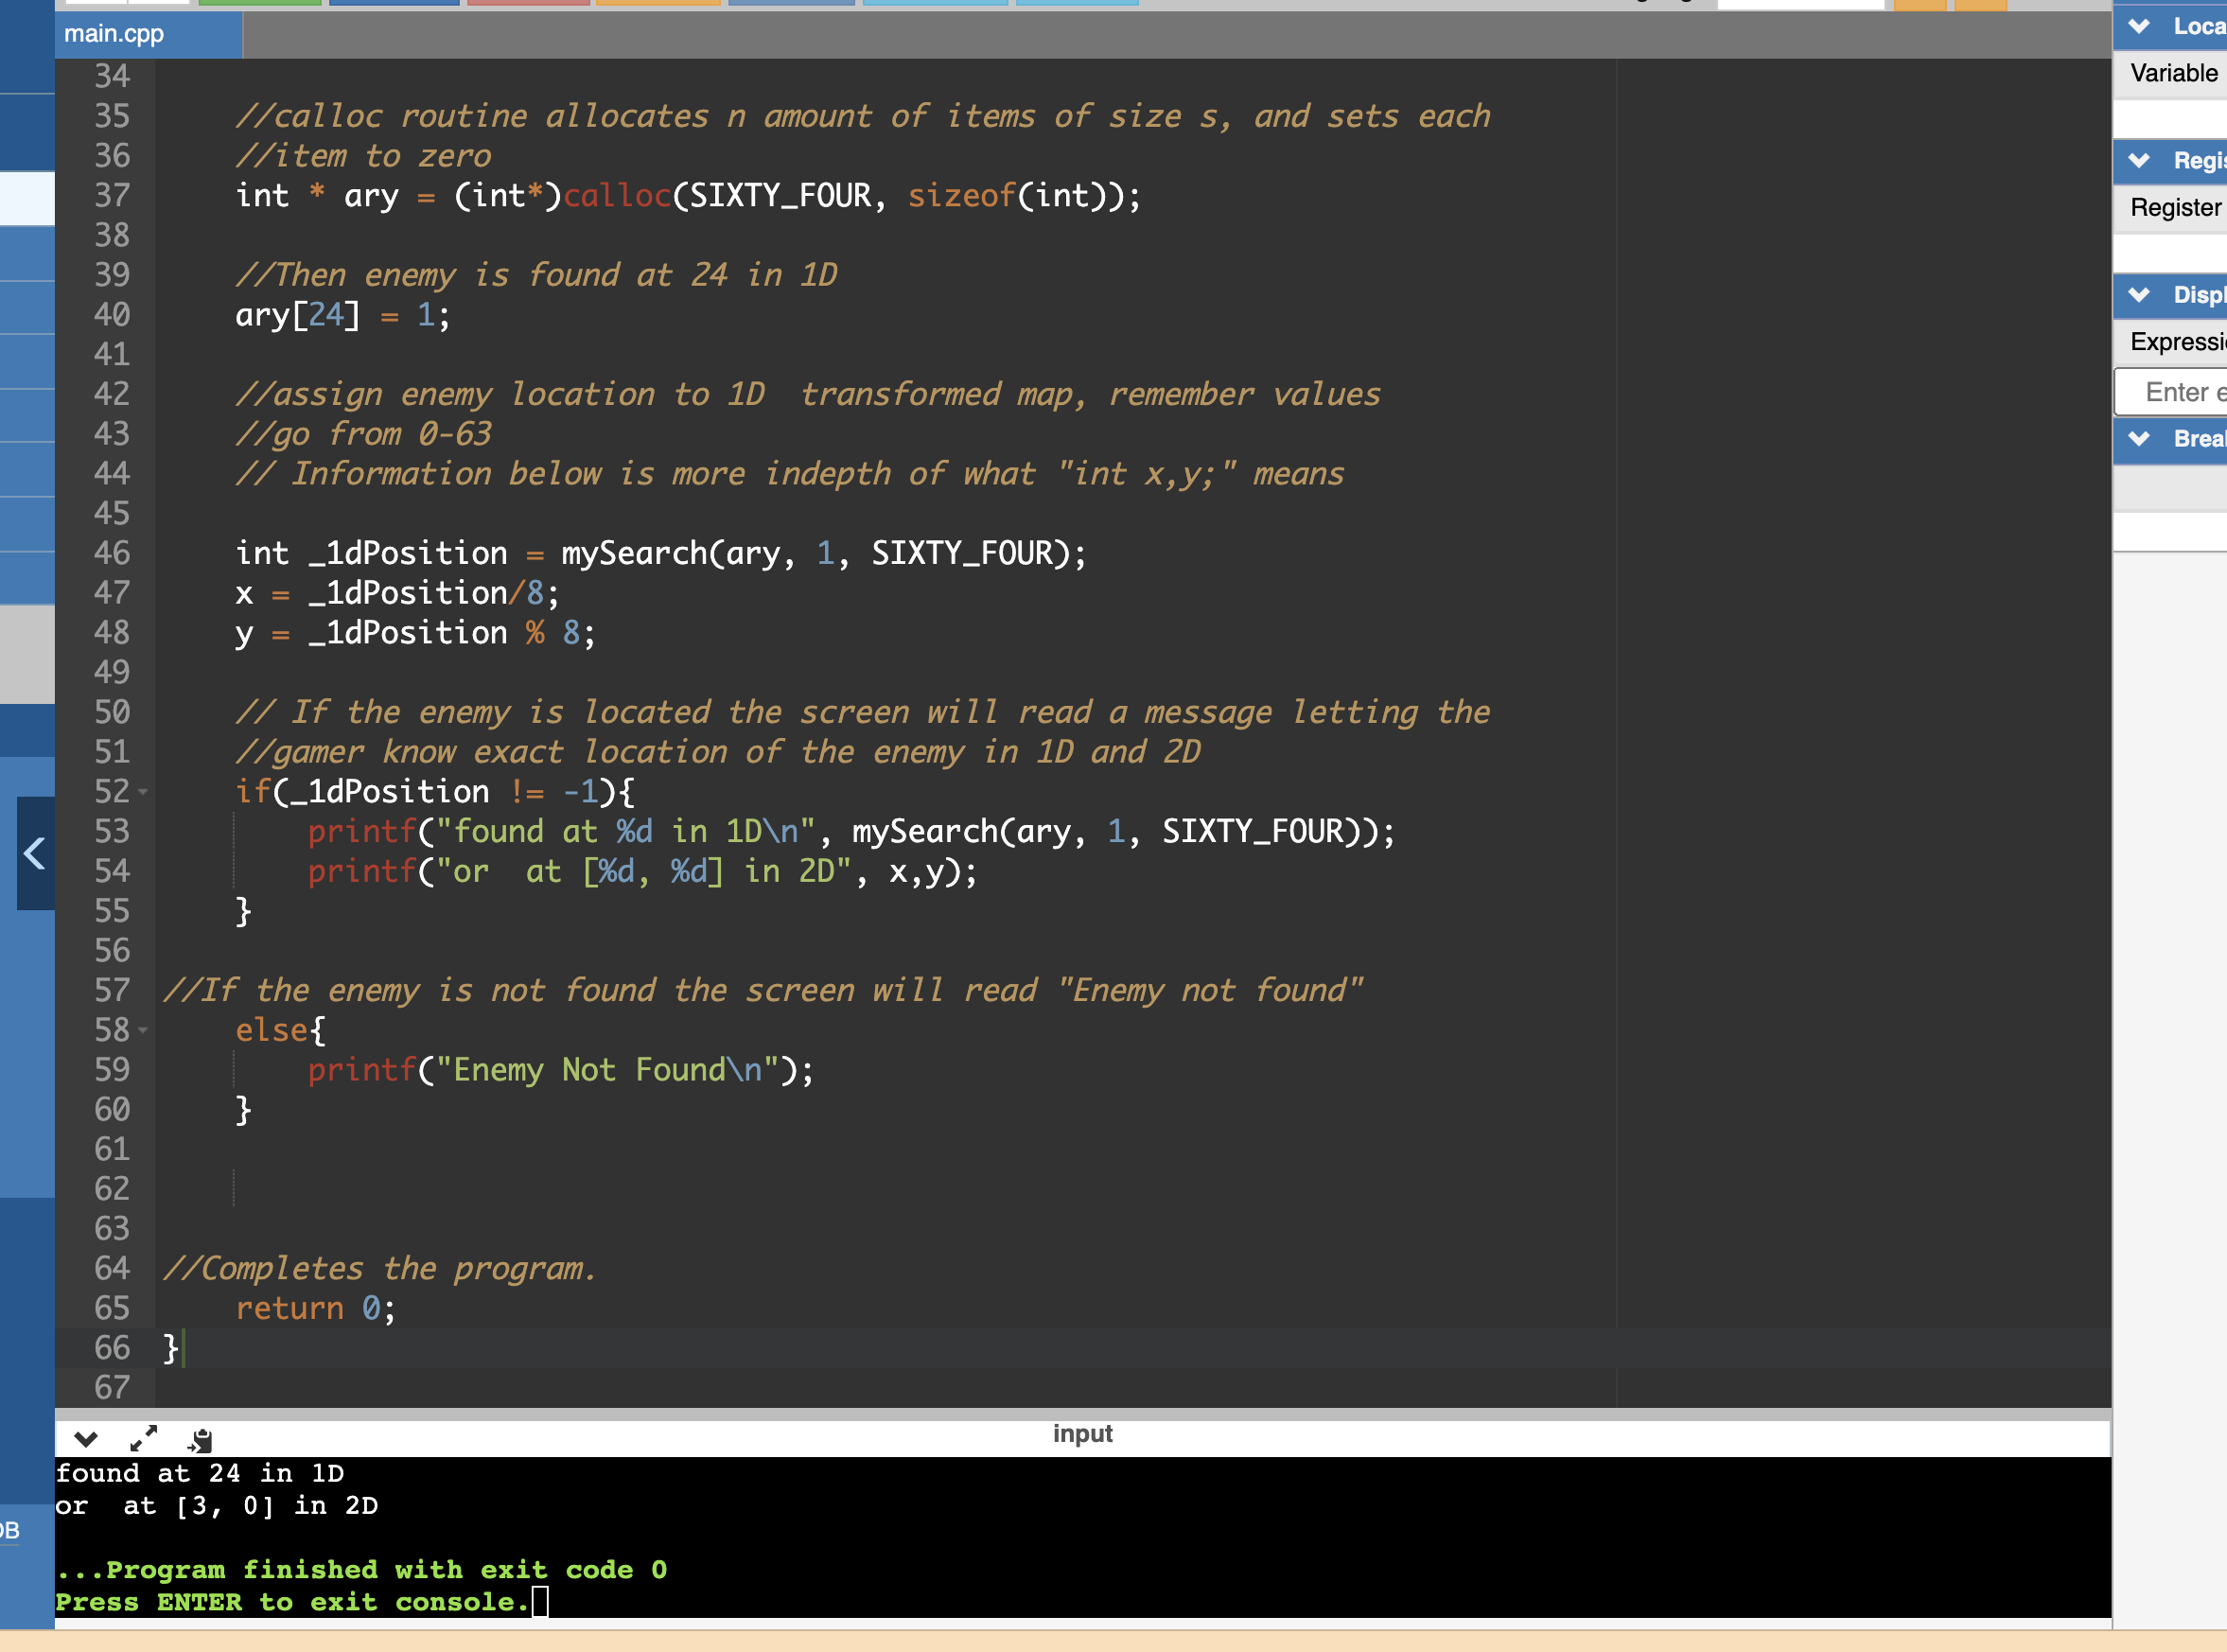 main.cpp
34
35 //calloc routine allocates n amount of items of size s, and sets each
36 //item to zero
37 int * ary = (int*)calloc(SIXTY_FOUR, sizeof(int));
38
39 //Then enemy is found at 24 in 1D
40 ary[24] = 1;
41
42 //assign enemy location to 1D  transformed map, remember values
43 //go from 0-63
44 // Information below is more indepth of what "int x,y;" means
45
46 int _1dPosition = mySearch(ary, 1, SIXTY_FOUR);
47 x = _1dPosition/8;
48 y = _1dPosition % 8;
49
50 // If the enemy is located the screen will read a message letting the
51 //gamer know exact location of the enemy in 1D and 2D
52 if(_1dPosition != -1){
53 printf("found at %d in 1D\n", mySearch(ary, 1, SIXTY_FOUR));
54 printf("or  at [%d, %d] in 2D", x,y);
55 }
56
57 //If the enemy is not found the screen will read "Enemy not found"
58 else{
59 printf("Enemy Not Found\n");
60 }
61
62
63
64 //Completes the program.
65 return 0;
66 }
67
input
found at 24 in 1D
or  at [3, 0] in 2D
...Program finished with exit code 0
Press ENTER to exit console.
Loca
Variable
Regis
Register
Displ
Expressi
Enter e
Brea
DB